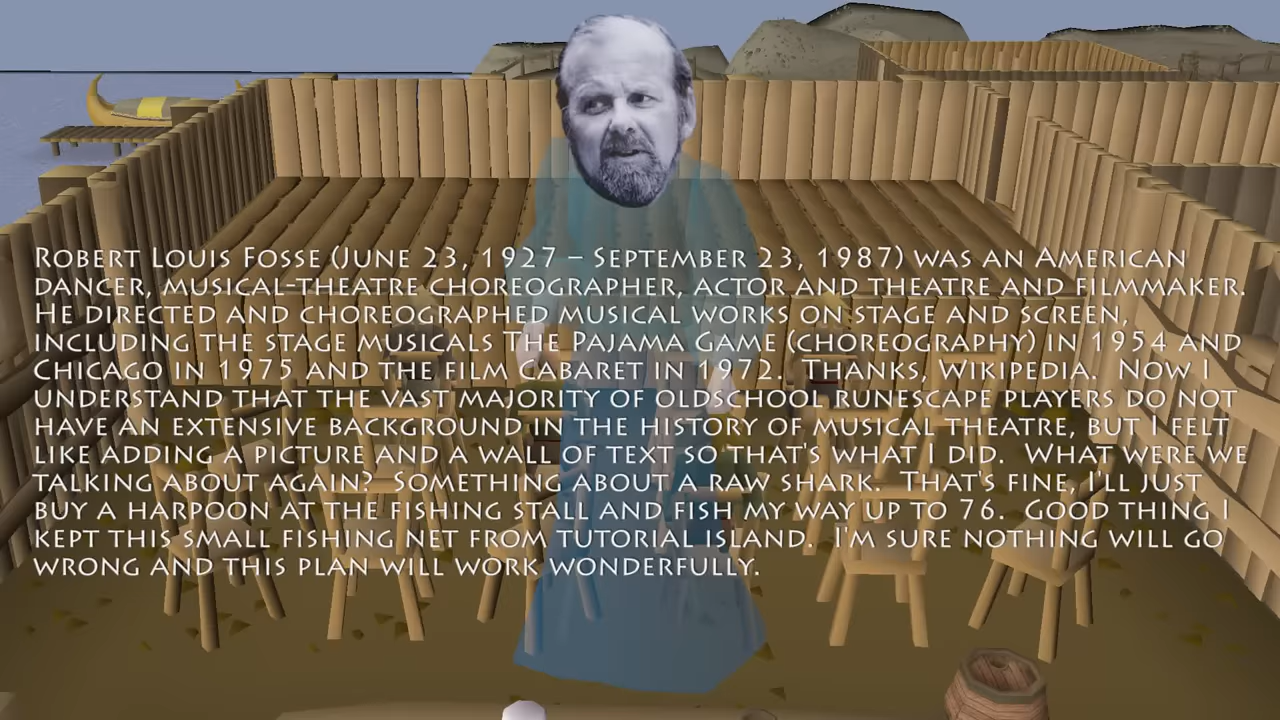 Robert Louis Fosse (June 23, 1927 – September 23, 1987) was an American
dancer, musical-theatre choreographer, actor and theatre and filmmaker.
He directed and choreographed musical works on stage and screen,
including the stage musicals The Pajama Game (choreography) in 1954 and
Chicago in 1975 and the film Cabaret in 1972.  Thanks, Wikipedia.  Now I
understand that the vast majority of Oldschool Runescape players do not
have an extensive background in the history of musical theatre, but I felt
like adding a picture and a wall of text so that's what I did.  What were we
talking about again?  Something about a raw shark.  That's fine, I'll just
buy a harpoon at the fishing stall and fish my way up to 76.  Good thing I
kept this small fishing net from Tutorial Island.  I'm sure nothing will go
wrong and this plan will work wonderfully.